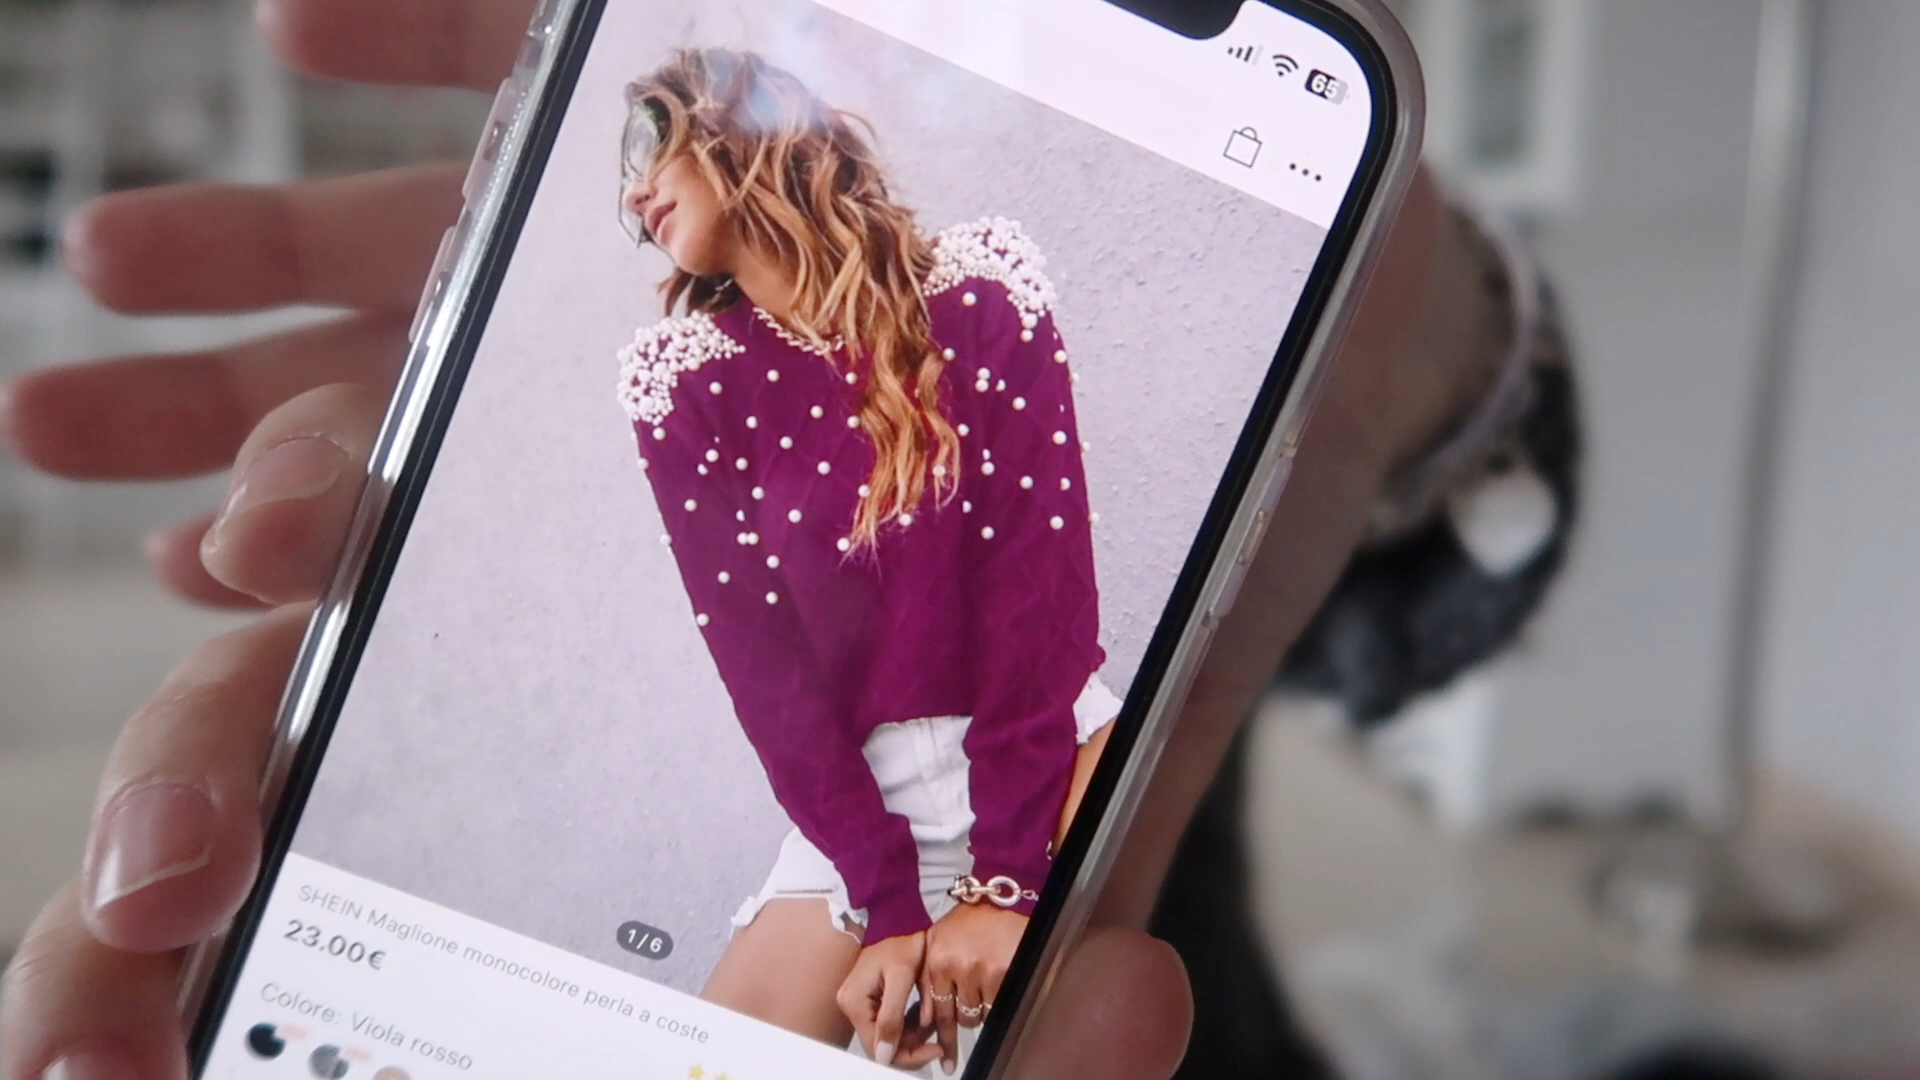 65
1/6
SHEIN Maglione monocolore perla a coste
23.00€
Colore: Viola rosso